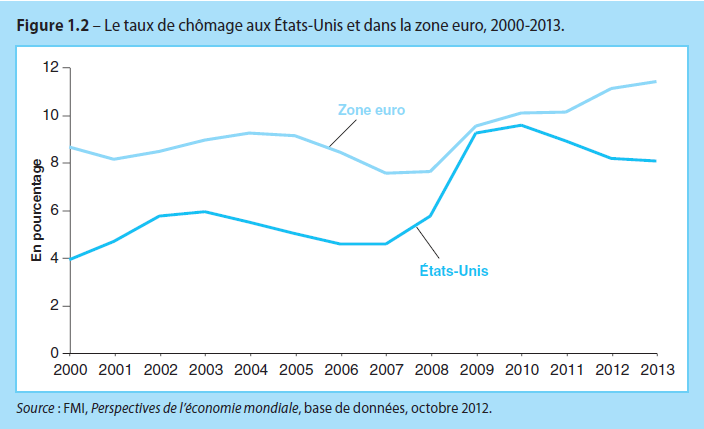 Figure 1.2 – Le taux de chômage aux États-Unis et dans la zone euro, 2000-2013.
12
10
8
6
4
2
0
En pourcentage
Zone euro
États-Unis
2000 2001 2002 2003 2004 2005 2006 2007 2008 2009 2010 2011 2012 2013
Source : FMI, Perspectives de l'économie mondiale, base de données, octobre 2012.